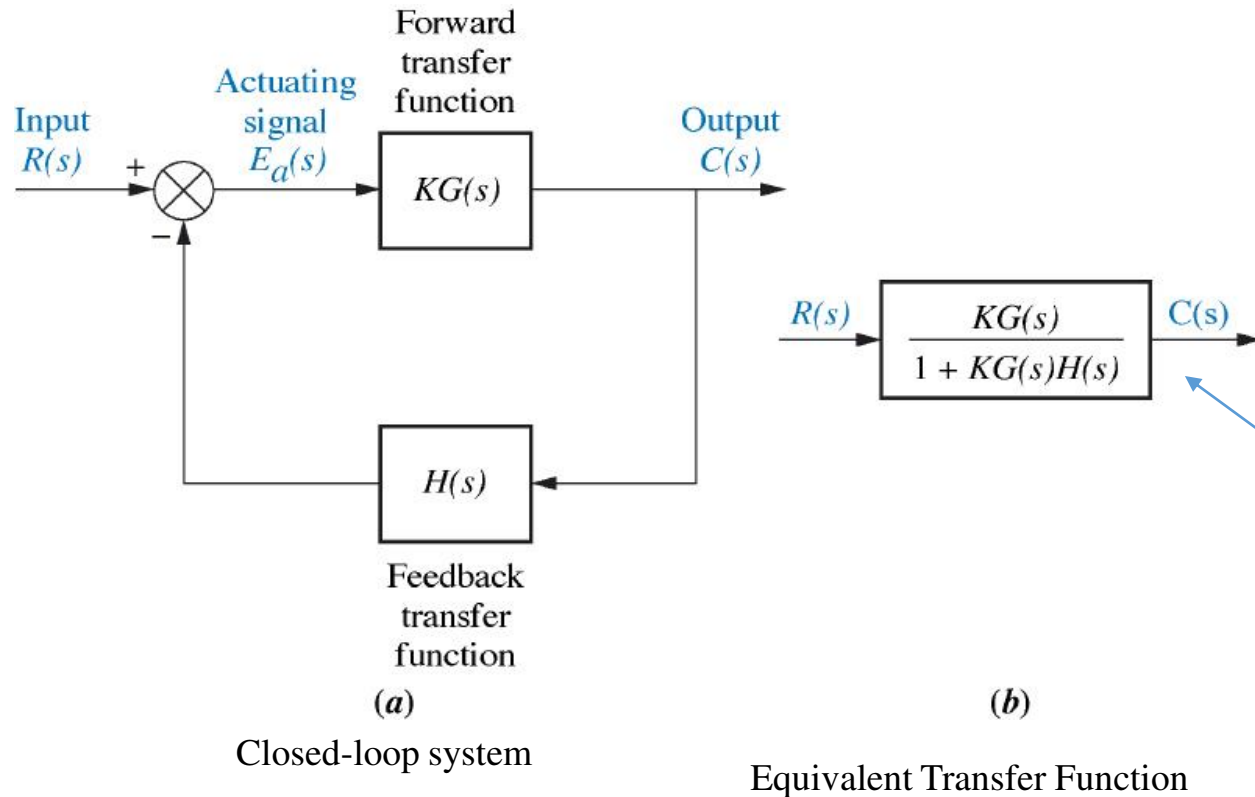 Forward
transfer
function
Actuating
signal
E_a(s)
Input
R(s)
Output
C(s)
+
−
KG(s)
H(s)
Feedback
transfer
function
(a)
Closed-loop system
R(s)
KG(s)
1 + KG(s)H(s)
C(s)
(b)
Equivalent Transfer Function